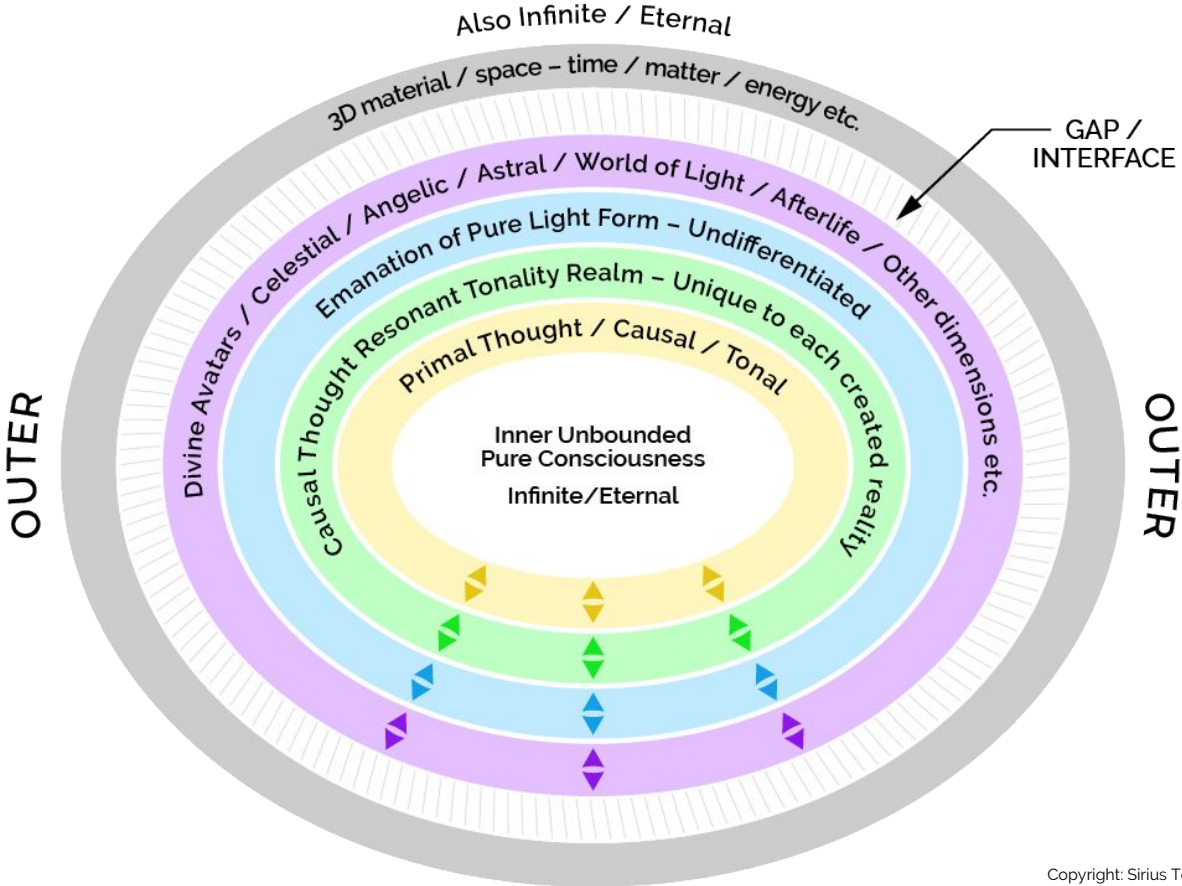 Also Infinite / Eternal
3D material / space – time / matter / energy etc.
GAP /
INTERFACE
Divine Avatars / Celestial / Angelic / Astral / World of Light / Afterlife / Other dimensions etc.
Emanation of Pure Light Form – Undifferentiated
Causal Thought Resonant Tonality Realm – Unique to each created reality
Primal Thought / Causal / Tonal
OUTER
Inner Unbounded
Pure Consciousness
Infinite/Eternal
OUTER
Copyright: Sirius